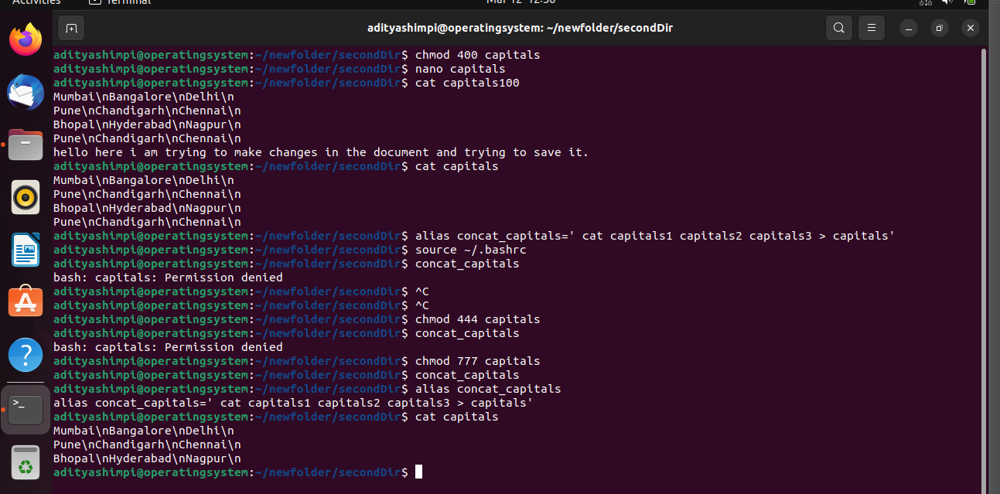 Activities Terminal Mar 12 12:50
adityashimpi@operatingsystem: ~/newfolder/secondDir
adityashimpi@operatingsystem:~/newfolder/secondDir$ chmod 400 capitals
adityashimpi@operatingsystem:~/newfolder/secondDir$ nano capitals
adityashimpi@operatingsystem:~/newfolder/secondDir$ cat capitals100
Mumbai\nBangalore\nDelhi\n
Pune\nChandigarh\nChennai\n
Bhopal\nHyderabad\nNagpur\n
Pune\nChandigarh\nChennai\n
hello here i am trying to make changes in the document and trying to save it.
adityashimpi@operatingsystem:~/newfolder/secondDir$ cat capitals
Mumbai\nBangalore\nDelhi\n
Pune\nChandigarh\nChennai\n
Bhopal\nHyderabad\nNagpur\n
Pune\nChandigarh\nChennai\n
adityashimpi@operatingsystem:~/newfolder/secondDir$ alias concat_capitals=' cat capitals1 capitals2 capitals3 > capitals'
adityashimpi@operatingsystem:~/newfolder/secondDir$ source ~/.bashrc
adityashimpi@operatingsystem:~/newfolder/secondDir$ concat_capitals
bash: capitals: Permission denied
adityashimpi@operatingsystem:~/newfolder/secondDir$ ^C
adityashimpi@operatingsystem:~/newfolder/secondDir$ ^C
adityashimpi@operatingsystem:~/newfolder/secondDir$ chmod 444 capitals
adityashimpi@operatingsystem:~/newfolder/secondDir$ concat_capitals
bash: capitals: Permission denied
adityashimpi@operatingsystem:~/newfolder/secondDir$ chmod 777 capitals
adityashimpi@operatingsystem:~/newfolder/secondDir$ concat_capitals
adityashimpi@operatingsystem:~/newfolder/secondDir$ alias concat_capitals
alias concat_capitals=' cat capitals1 capitals2 capitals3 > capitals'
adityashimpi@operatingsystem:~/newfolder/secondDir$ cat capitals
Mumbai\nBangalore\nDelhi\n
Pune\nChandigarh\nChennai\n
Bhopal\nHyderabad\nNagpur\n
adityashimpi@operatingsystem:~/newfolder/secondDir$